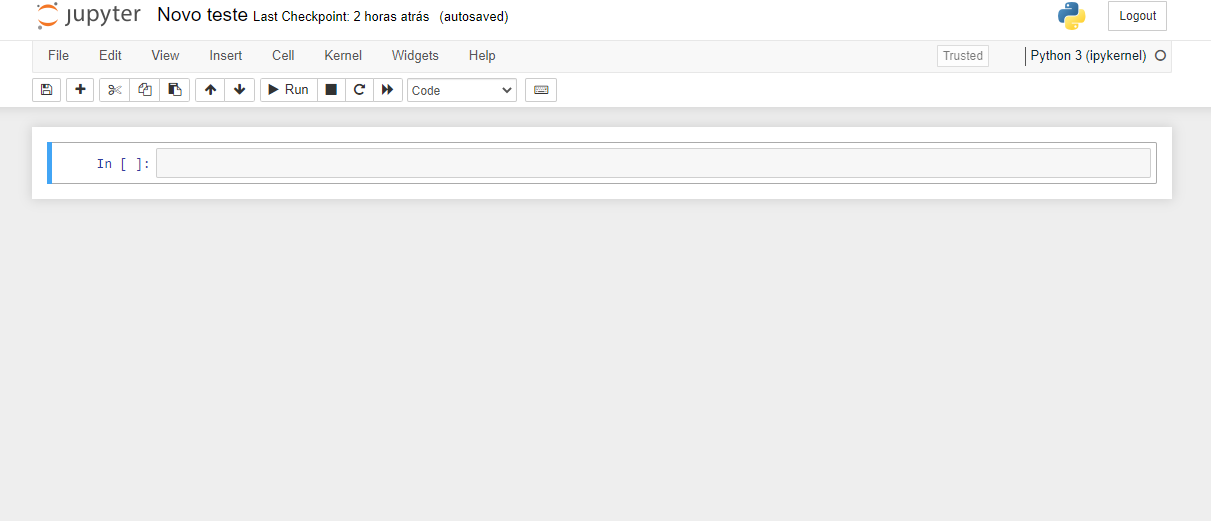 jupyter Novo teste Last Checkpoint: 2 horas atrás (autosaved) Logout
File Edit View Insert Cell Kernel Widgets Help Trusted Python 3 (ipykernel)
Run Code
In [ ]: